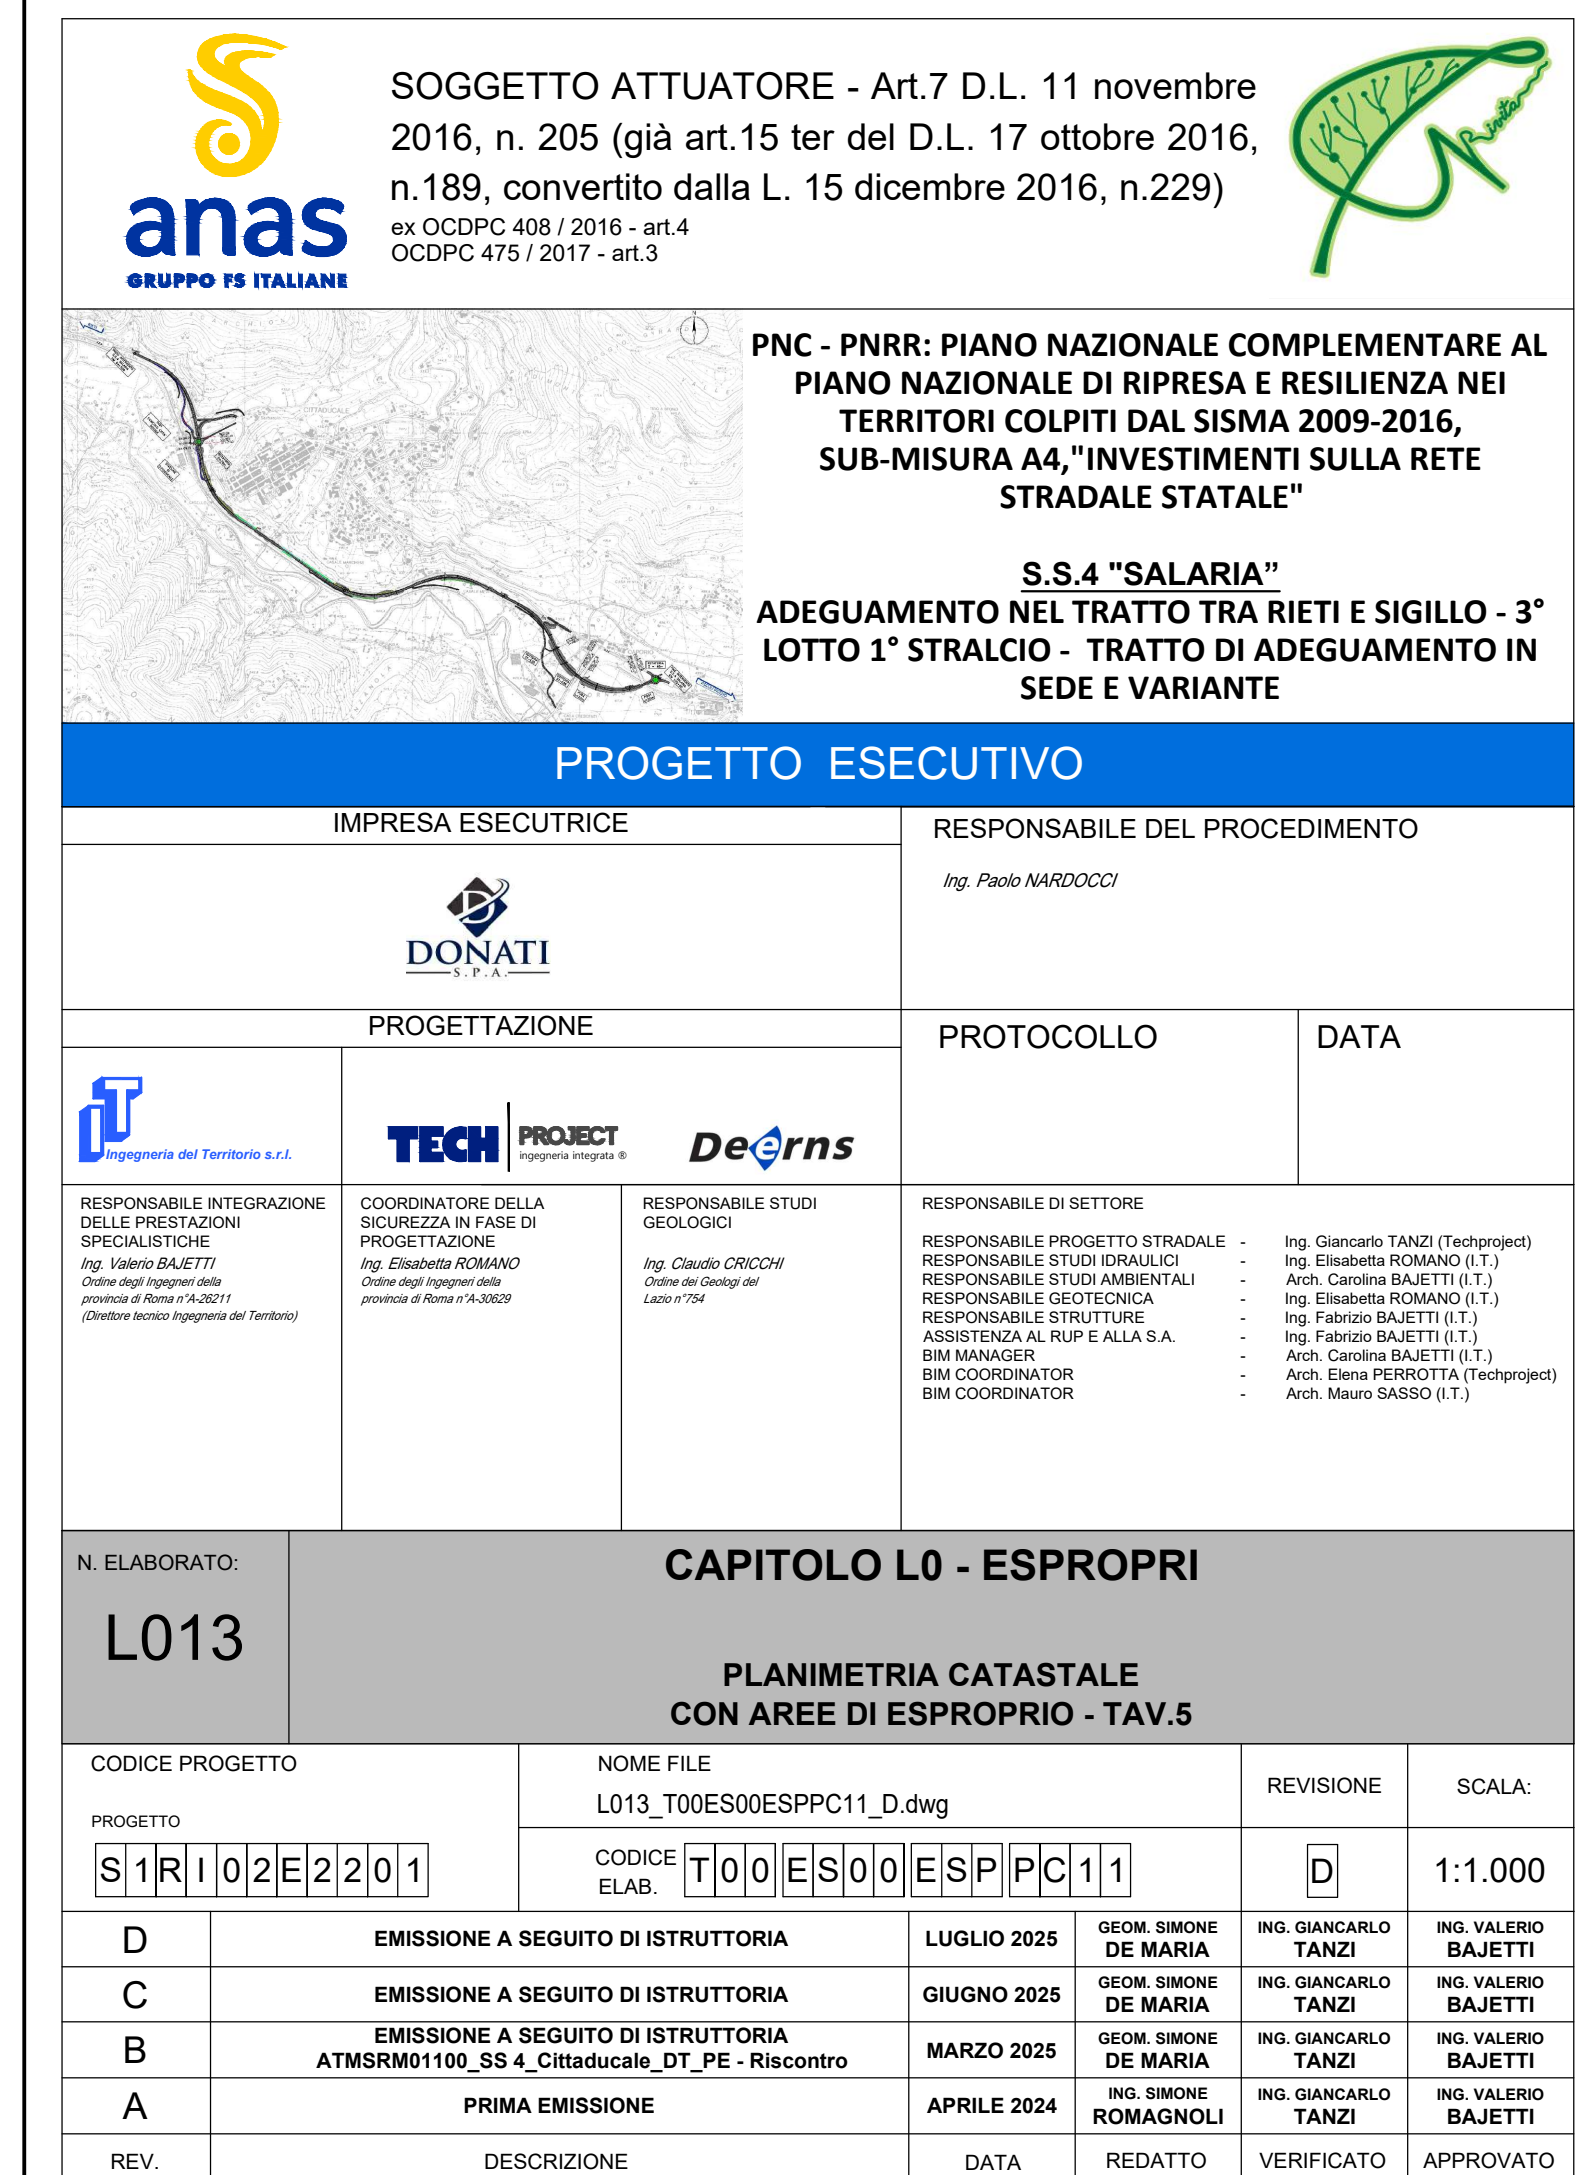 anas
GRUPPO FS ITALIANE
SOGGETTO ATTUATORE - Art.7 D.L. 11 novembre
2016, n. 205 (già art.15 ter del D.L. 17 ottobre 2016,
n.189, convertito dalla L. 15 dicembre 2016, n.229)
ex OCDPC 408 / 2016 - art.4
OCDPC 475 / 2017 - art.3
CITTADUCALE
PNC - PNRR: PIANO NAZIONALE COMPLEMENTARE AL
PIANO NAZIONALE DI RIPRESA E RESILIENZA NEI
TERRITORI COLPITI DAL SISMA 2009-2016,
SUB-MISURA A4,"INVESTIMENTI SULLA RETE
STRADALE STATALE"
S.S.4 "SALARIA”
ADEGUAMENTO NEL TRATTO TRA RIETI E SIGILLO - 3°
LOTTO 1° STRALCIO - TRATTO DI ADEGUAMENTO IN
SEDE E VARIANTE
PROGETTO ESECUTIVO
IMPRESA ESECUTRICE
DONATI
S.P.A.
RESPONSABILE DEL PROCEDIMENTO
Ing. Paolo NARDOCCI
PROGETTAZIONE
PROTOCOLLO
DATA
IT
Ingegneria del Territorio s.r.l.
TECH PROJECT
ingegneria integrata ®
Deerns
RESPONSABILE INTEGRAZIONE
DELLE PRESTAZIONI
SPECIALISTICHE
Ing. Valerio BAJETTI
Ordine degli Ingegneri della
provincia di Roma n°A-26211
(Direttore tecnico Ingegneria del Territorio)
COORDINATORE DELLA
SICUREZZA IN FASE DI
PROGETTAZIONE
Ing. Elisabetta ROMANO
Ordine degli Ingegneri della
provincia di Roma n°A-30629
RESPONSABILE STUDI
GEOLOGICI
Ing. Claudio CRICCHI
Ordine dei Geologi del
Lazio n°754
RESPONSABILE DI SETTORE
RESPONSABILE PROGETTO STRADALE - Ing. Giancarlo TANZI (Techproject)
RESPONSABILE STUDI IDRAULICI - Ing. Elisabetta ROMANO (I.T.)
RESPONSABILE STUDI AMBIENTALI - Arch. Carolina BAJETTI (I.T.)
RESPONSABILE GEOTECNICA - Ing. Elisabetta ROMANO (I.T.)
RESPONSABILE STRUTTURE - Ing. Fabrizio BAJETTI (I.T.)
ASSISTENZA AL RUP E ALLA S.A. - Ing. Fabrizio BAJETTI (I.T.)
BIM MANAGER - Arch. Carolina BAJETTI (I.T.)
BIM COORDINATOR - Arch. Elena PERROTTA (Techproject)
BIM COORDINATOR - Arch. Mauro SASSO (I.T.)
N. ELABORATO:
L013
CAPITOLO L0 - ESPROPRI
PLANIMETRIA CATASTALE
CON AREE DI ESPROPRIO - TAV.5
CODICE PROGETTO
PROGETTO
S1RI02E2201
NOME FILE
L013_T00ES00ESPPC11_D.dwg
CODICE
ELAB.
T00ES00ESPPC11
REVISIONE
D
SCALA:
1:1.000
D EMISSIONE A SEGUITO DI ISTRUTTORIA LUGLIO 2025 GEOM. SIMONE DE MARIA ING. GIANCARLO TANZI ING. VALERIO BAJETTI
C EMISSIONE A SEGUITO DI ISTRUTTORIA GIUGNO 2025 GEOM. SIMONE DE MARIA ING. GIANCARLO TANZI ING. VALERIO BAJETTI
B EMISSIONE A SEGUITO DI ISTRUTTORIA
ATMSRM01100_SS 4_Cittaducale_DT_PE - Riscontro MARZO 2025 GEOM. SIMONE DE MARIA ING. GIANCARLO TANZI ING. VALERIO BAJETTI
A PRIMA EMISSIONE APRILE 2024 ING. SIMONE ROMAGNOLI ING. GIANCARLO TANZI ING. VALERIO BAJETTI
REV. DESCRIZIONE DATA REDATTO VERIFICATO APPROVATO